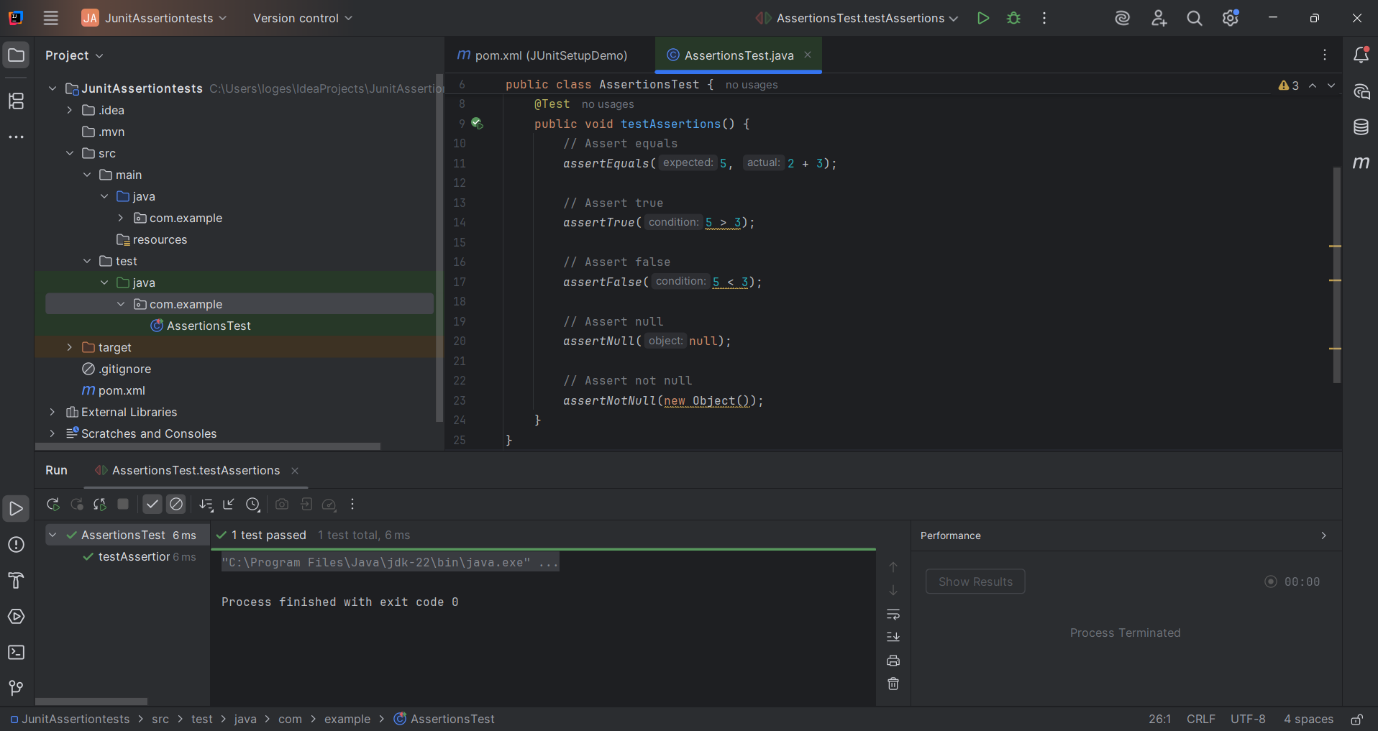 JA JunitAssertiontests Version control AssertionsTest.testAssertions
Project
JunitAssertiontests C:\Users\loges\IdeaProjects\JunitAssertion
.idea
.mvn
src
main
java
com.example
resources
test
java
com.example
AssertionsTest
target
.gitignore
m pom.xml
External Libraries
Scratches and Consoles
m pom.xml (JUnitSetupDemo) AssertionsTest.java
6 public class AssertionsTest { no usages 3
8 @Test no usages
9 public void testAssertions() {
10 // Assert equals
11 assertEquals( expected: 5, actual: 2 + 3);
12
13 // Assert true
14 assertTrue( condition: 5 > 3);
15
16 // Assert false
17 assertFalse( condition: 5 < 3);
18
19 // Assert null
20 assertNull( object: null);
21
22 // Assert not null
23 assertNotNull(new Object());
24 }
25 }
m
Run AssertionsTest.testAssertions
AssertionsTest 6 ms
testAssertior 6 ms
1 test passed 1 test total, 6 ms
"C:\Program Files\Java\jdk-22\bin\java.exe" ...
Process finished with exit code 0
Performance
Show Results 00:00
Process Terminated
JunitAssertiontests > src > test > java > com > example > AssertionsTest 26:1 CRLF UTF-8 4 spaces